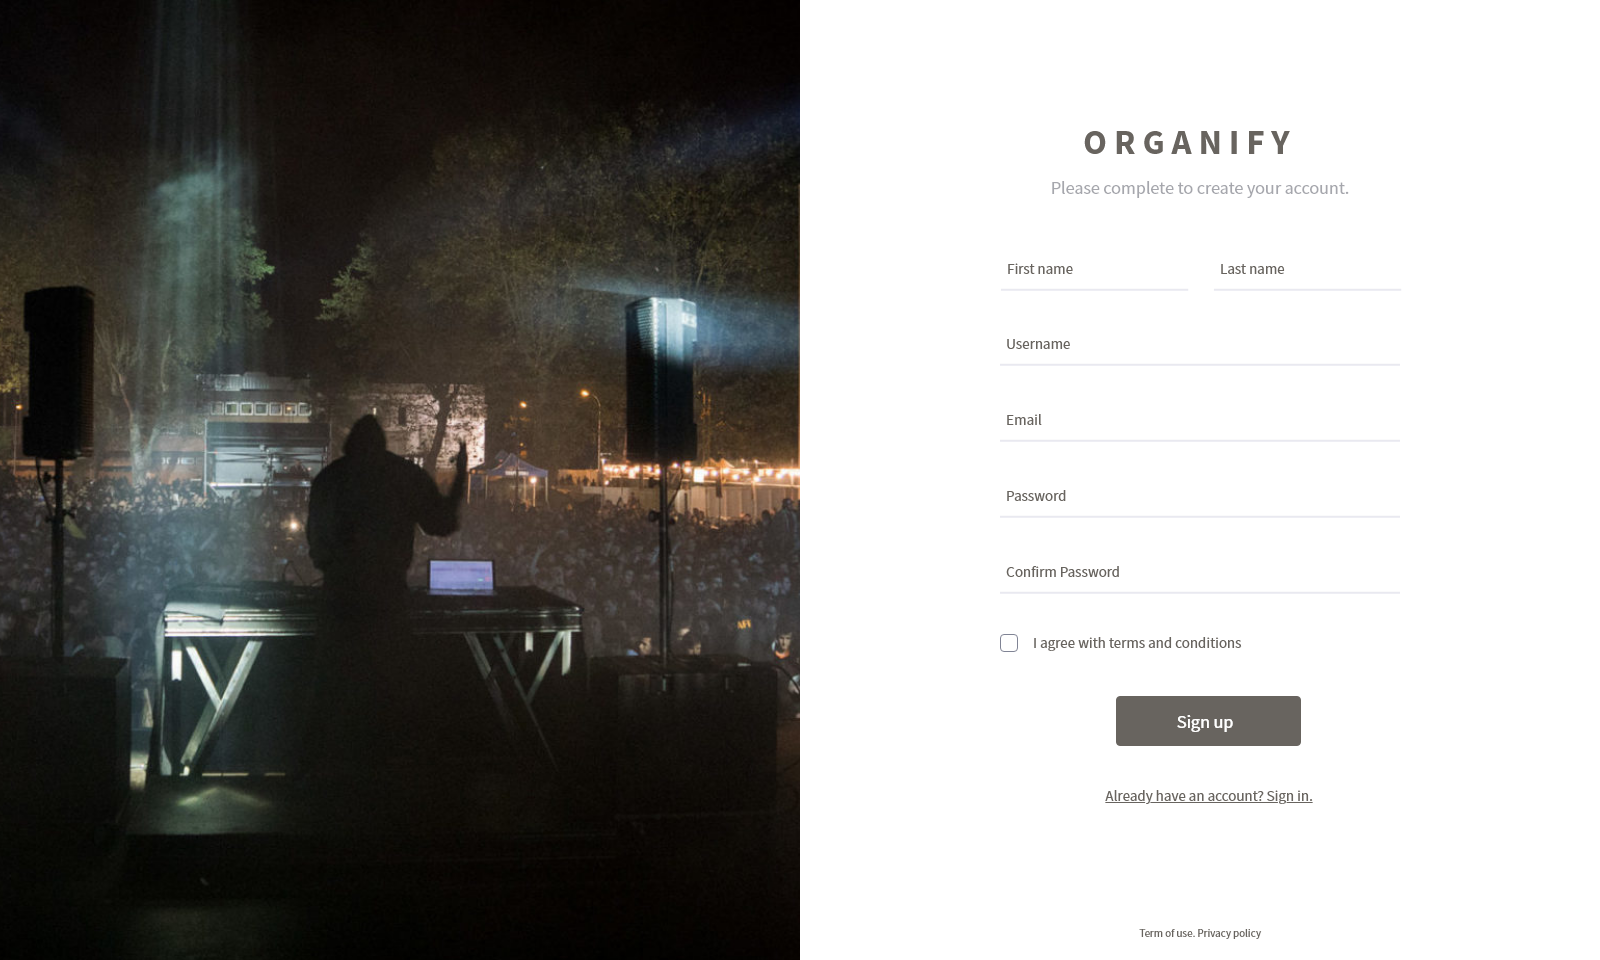 ORGANIFY
Please complete to create your account.
First name
Last name
Username
Email
Password
Confirm Password
I agree with terms and conditions
Sign up
Already have an account? Sign in.
Term of use. Privacy policy